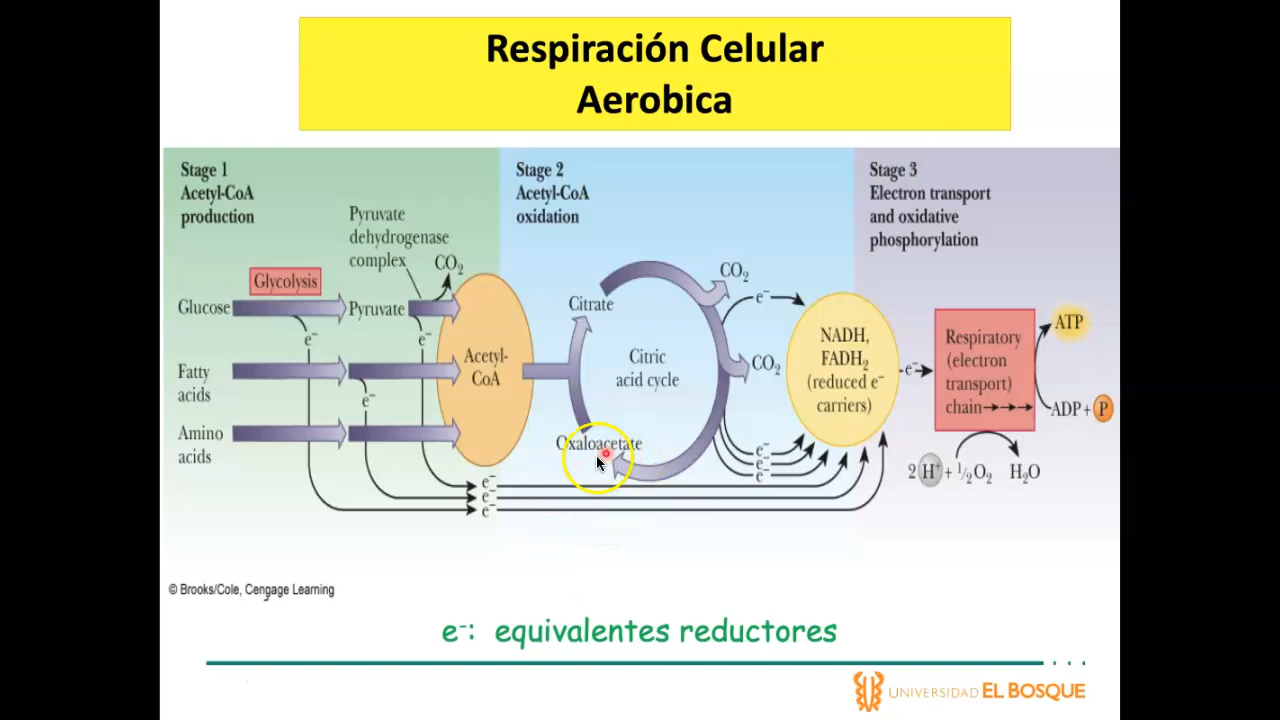 Respiración Celular
Aerobica
Stage 1
Acetyl-CoA
production
Stage 2
Acetyl-CoA
oxidation
Stage 3
Electron transport
and oxidative
phosphorylation
Pyruvate
dehydrogenase
complex
CO₂
Glycolysis
Glucose
Pyruvate
e⁻
e⁻
Fatty
acids
e⁻
Amino
acids
Acetyl-
CoA
Citrate
Citric
acid cycle
Oxaloacetate
CO₂
CO₂
e⁻
e⁻
e⁻
e⁻
e⁻
e⁻
e⁻
NADH,
FADH₂
(reduced e⁻
carriers)
e⁻
Respiratory
(electron
transport)
chain
ATP
ADP + P
2 H⁺ + ½O₂
H₂O
© Brooks/Cole, Cengage Learning
e⁻: equivalentes reductores
UNIVERSIDAD EL BOSQUE